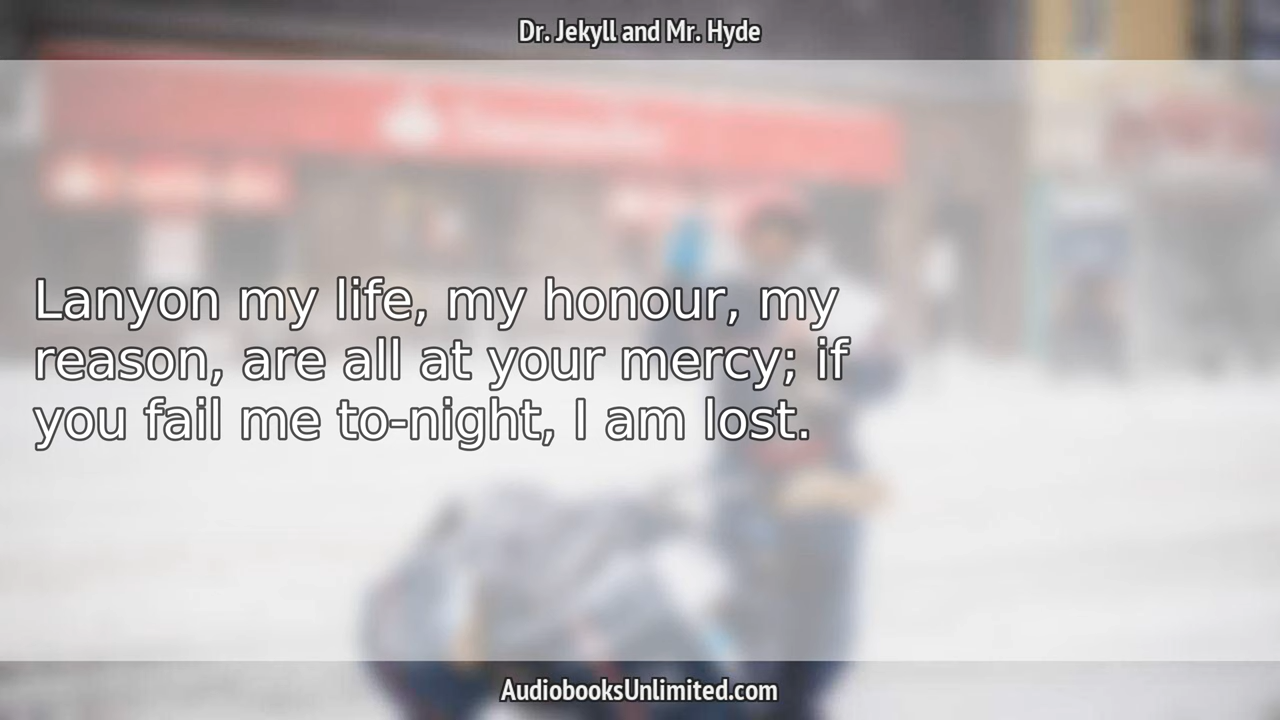 Dr. Jekyll and Mr. Hyde
Lanyon my life, my honour, my
reason, are all at your mercy; if
you fail me to-night, I am lost.
AudiobooksUnlimited.com